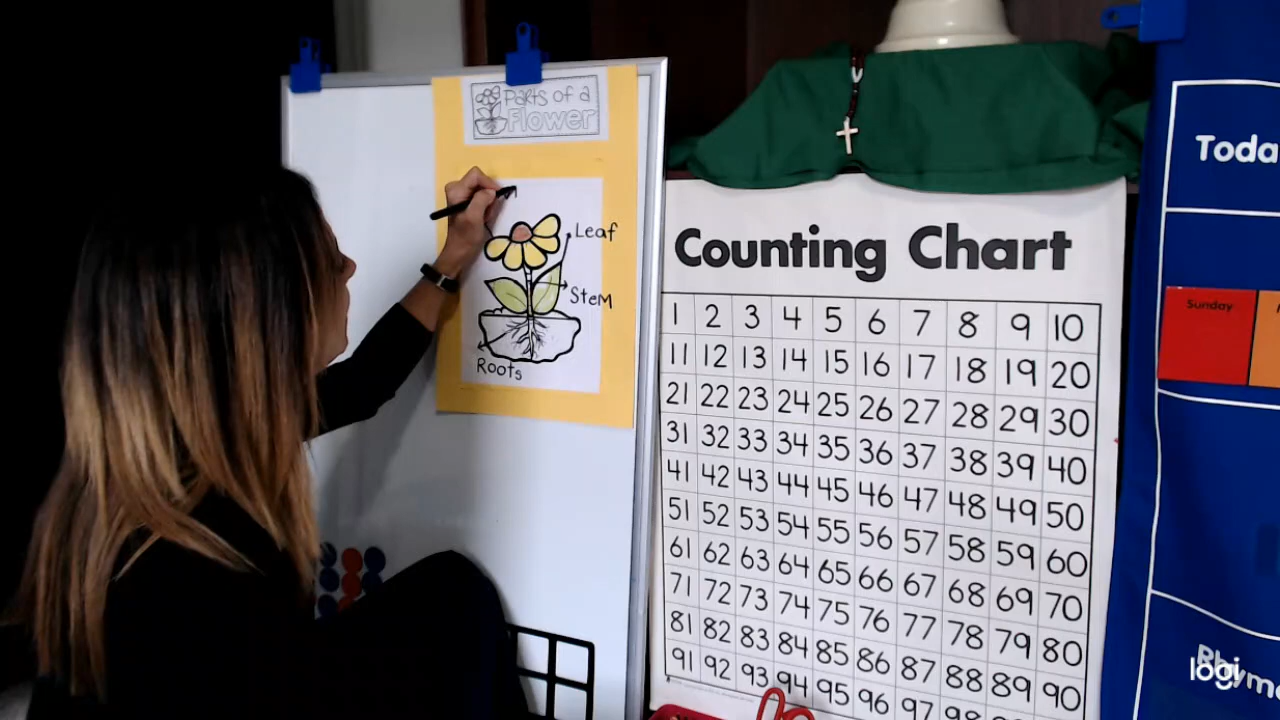 Parts of a
Flower
Leaf
Stem
Roots
Counting Chart
1 2 3 4 5 6 7 8 9 10
11 12 13 14 15 16 17 18 19 20
21 22 23 24 25 26 27 28 29 30
31 32 33 34 35 36 37 38 39 40
41 42 43 44 45 46 47 48 49 50
51 52 53 54 55 56 57 58 59 60
61 62 63 64 65 66 67 68 69 70
71 72 73 74 75 76 77 78 79 80
81 82 83 84 85 86 87 88 89 90
91 92 93 94 95 96 97 98
Toda
Sunday
logi